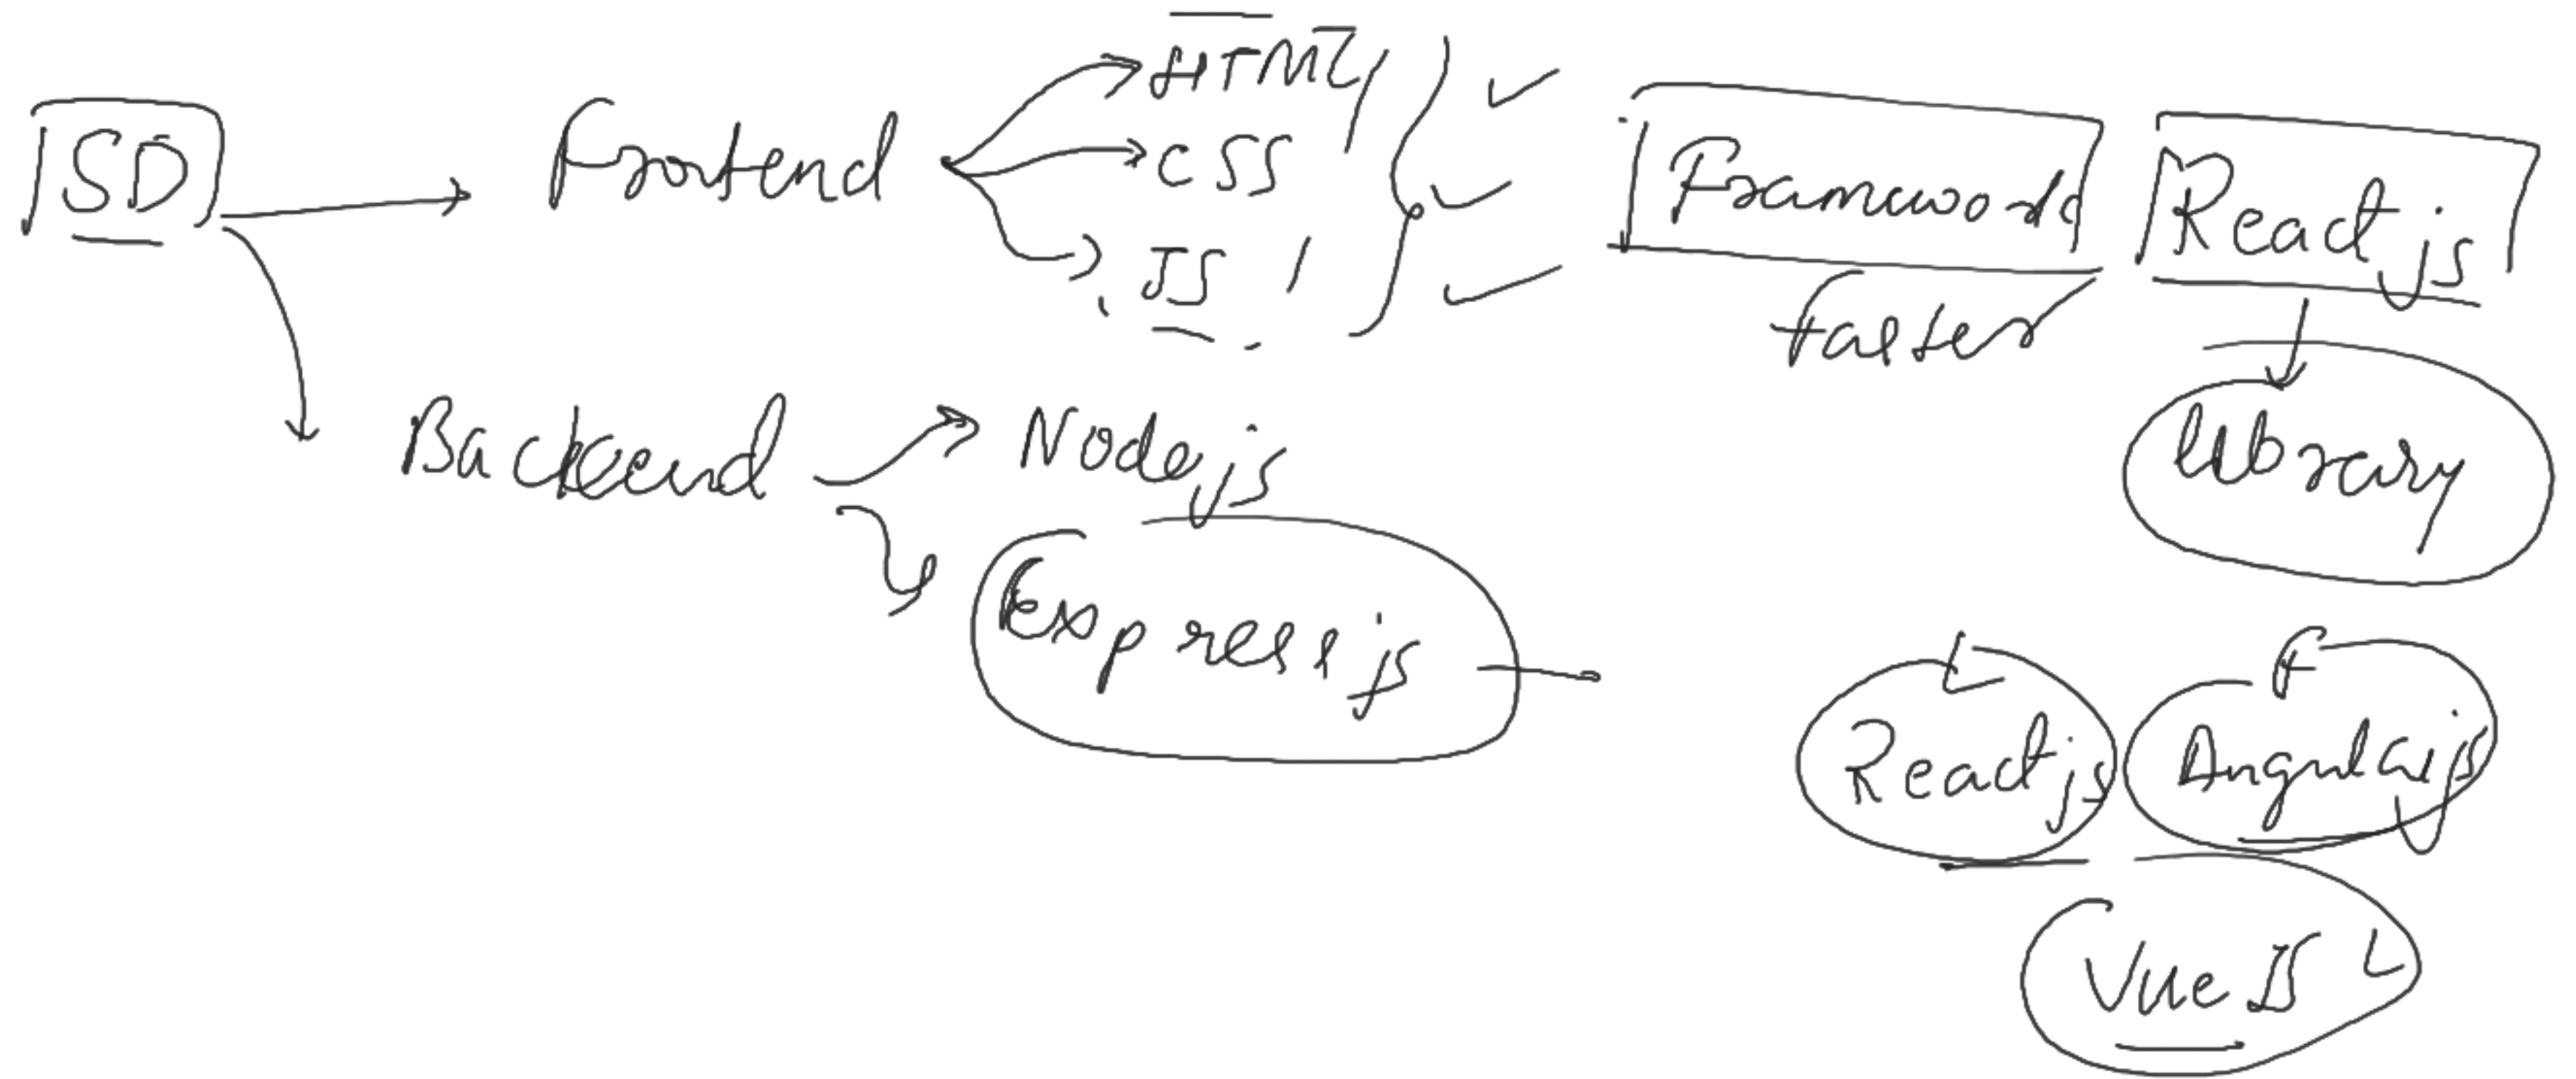 SD
Frontend
HTML
CSS
JS
Framework
faster
React js
library
Backend
Node js
Express js
L
React js
F
Angular js
Vue JS L